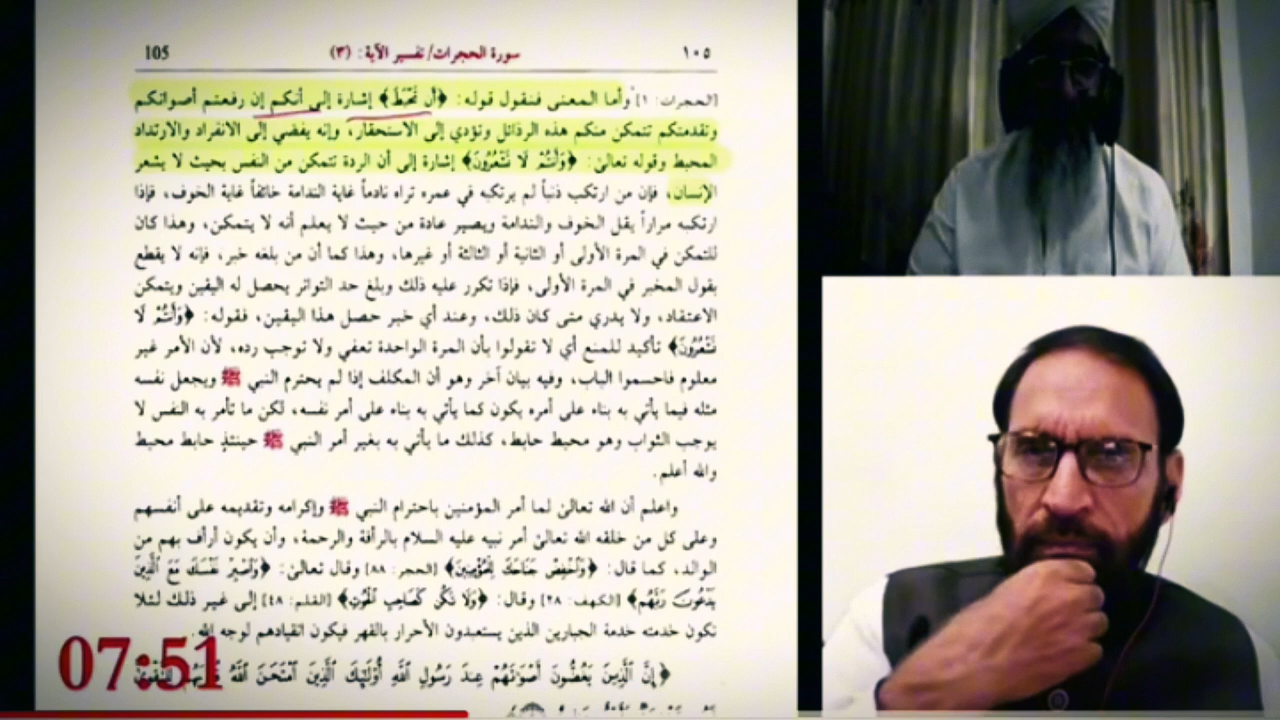 105 سورة الحجرات/ تفسير الآية: (٣) ١٠٥
[الحجرات: ١] وأما المعنى فنقول قوله: ﴿أَن تَحْبَطَ﴾ إشارة إلى أنكم إن رفعتم أصواتكم
وتقدمتكم تتمكن منكم هذه الرذائل وتؤدي إلى الاستحقار، وإنه يفضي إلى الانفراد والارتداد
المحبط وقوله تعالىٰ: ﴿وَأَنتُمْ لَا تَشْعُرُونَ﴾ إشارة إلى أن الردة تتمكن من النفس بحيث لا يشعر
الإنسان، فإن من ارتكب ذنباً لم يرتكبه في عمره تراه نادماً غاية الندامة خائفاً غاية الخوف، فإذا
ارتكبه مراراً يقل الخوف والندامة ويصير عادة من حيث لا يعلم أنه لا يتمكن، وهذا كان
للتمكن في المرة الأولى أو الثانية أو الثالثة أو غيرها، وهذا كما أن من بلغه خبر، فإنه لا يقطع
بقول المخبر في المرة الأولى، فإذا تكرر عليه ذلك وبلغ حد التواتر يحصل له اليقين ويتمكن
الاعتقاد، ولا يدري متى كان ذلك، وعند أي خبر حصل هذا اليقين، فقوله: ﴿وَأَنتُمْ لَا
تَشْعُرُونَ﴾ تأكيد للمنع أي لا تقولوا بأن المرة الواحدة تعفي ولا توجب رده، لأن الأمر غير
معلوم فاحسموا الباب، وفيه بيان آخر وهو أن المكلف إذا لم يحترم النبي ﷺ ويجعل نفسه
مثله فيما يأتي به بناء على أمره يكون كما يأتي به بناء على أمر نفسه، لكن ما تأمر به النفس لا
يوجب الثواب وهو محبط حابط، كذلك ما يأتي به بغير أمر النبي ﷺ حينئذٍ حابط محبط
والله أعلم.
واعلم أن الله تعالىٰ لما أمر المؤمنين باحترام النبي ﷺ وإكرامه وتقديمه على أنفسهم
وعلى كل من خلقه الله تعالىٰ أمر نبيه عليه السلام بالرأفة والرحمة، وأن يكون أرأف بهم من
الوالد، كما قال: ﴿وَاخْفِضْ جَنَاحَكَ لِلْمُؤْمِنِينَ﴾ [الحجر: ٨٨] وقال تعالىٰ: ﴿وَاصْبِرْ نَفْسَكَ مَعَ الَّذِينَ
يَدْعُونَ رَبَّهُم﴾ [الكهف: ٢٨] وقال: ﴿وَلَا تَكُن كَصَاحِبِ الْحُوتِ﴾ [القلم: ٤٨] إلى غير ذلك لئلا
تكون خدمته خدمة الجبارين الذين يستعبدون الأحرار بالقهر فيكون انقيادهم لوجه الله.
﴿إِنَّ الَّذِينَ يَغُضُّونَ أَصْوَاتَهُمْ عِندَ رَسُولِ اللَّهِ أُولَٰئِكَ الَّذِينَ امْتَحَنَ اللَّهُ
07:51